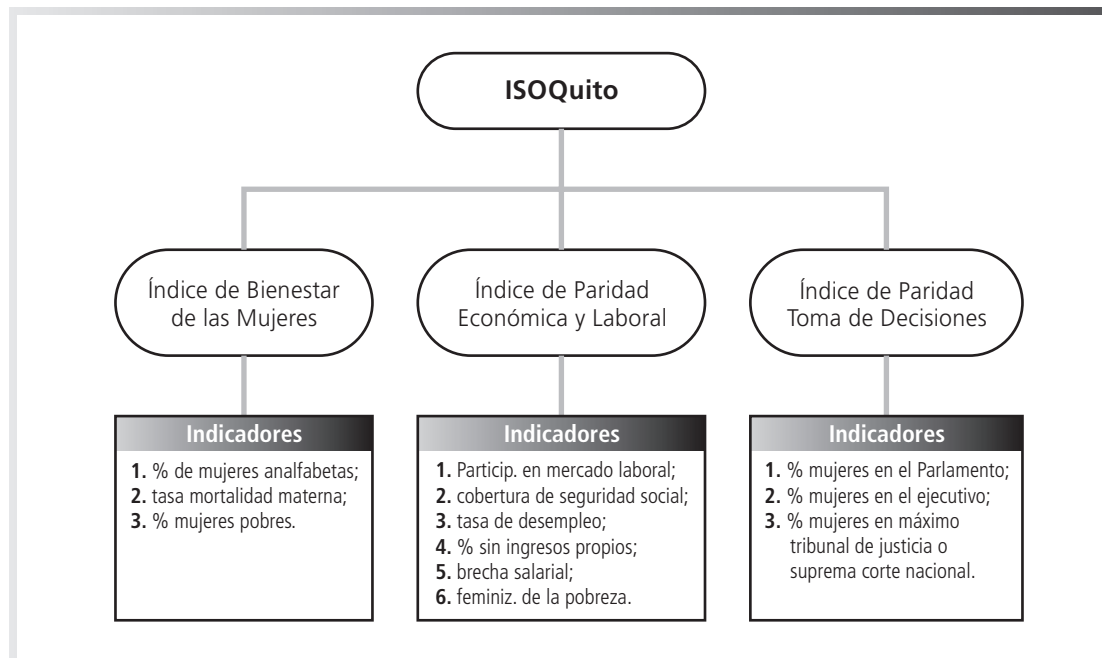 ISOQuito
Índice de Bienestar
de las Mujeres
Indicadores
1. % de mujeres analfabetas;
2. tasa mortalidad materna;
3. % mujeres pobres.
Índice de Paridad
Económica y Laboral
Indicadores
1. Particip. en mercado laboral;
2. cobertura de seguridad social;
3. tasa de desempleo;
4. % sin ingresos propios;
5. brecha salarial;
6. feminiz. de la pobreza.
Índice de Paridad
Toma de Decisiones
Indicadores
1. % mujeres en el Parlamento;
2. % mujeres en el ejecutivo;
3. % mujeres en máximo
tribunal de justicia o
suprema corte nacional.